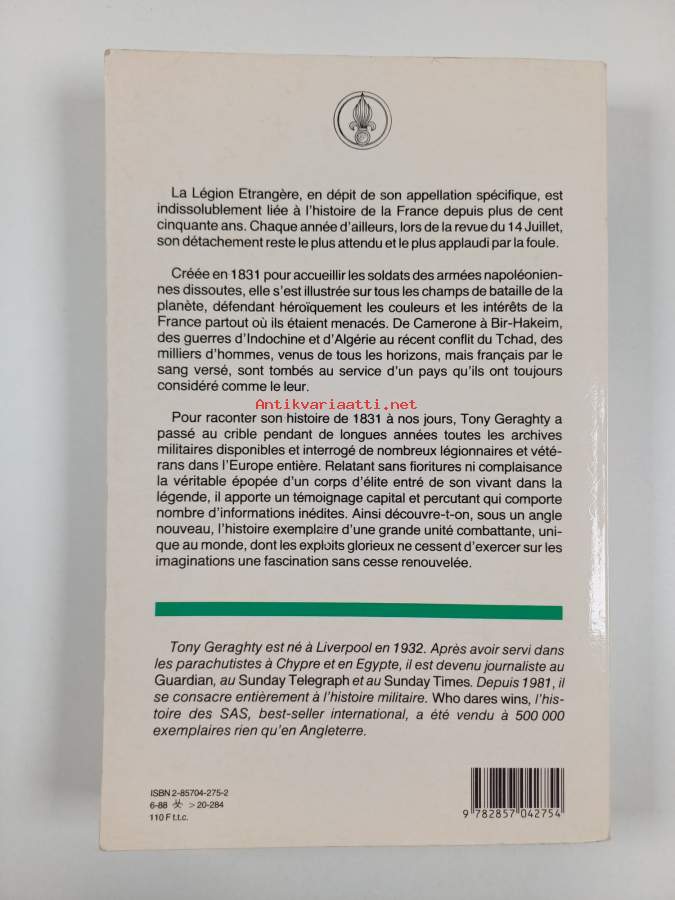 La Légion Etrangère, en dépit de son appellation spécifique, est
indissolublement liée à l'histoire de la France depuis plus de cent
cinquante ans. Chaque année d'ailleurs, lors de la revue du 14 Juillet,
son détachement reste le plus attendu et le plus applaudi par la foule.
Créée en 1831 pour accueillir les soldats des armées napoléonien-
nes dissoutes, elle s'est illustrée sur tous les champs de bataille de la
planète, défendant héroïquement les couleurs et les intérêts de la
France partout où ils étaient menacés. De Camerone à Bir-Hakeim,
des guerres d'Indochine et d'Algérie au récent conflit du Tchad, des
milliers d'hommes, venus de tous les horizons, mais français par le
sang versé, sont tombés au service d'un pays qu'ils ont toujours
considéré comme le leur.
Antikvariaatti.net
Pour raconter son histoire de 1831 à nos jours, Tony Geraghty a
passé au crible pendant de longues années toutes les archives
militaires disponibles et interrogé de nombreux légionnaires et vété-
rans dans l'Europe entière. Relatant sans fioritures ni complaisance
la véritable épopée d'un corps d'élite entré de son vivant dans la
légende, il apporte un témoignage capital et percutant qui comporte
nombre d'informations inédites. Ainsi découvre-t-on, sous un angle
nouveau, l'histoire exemplaire d'une grande unité combattante, uni-
que au monde, dont les exploits glorieux ne cessent d'exercer sur les
imaginations une fascination sans cesse renouvelée.
Tony Geraghty est né à Liverpool en 1932. Après avoir servi dans
les parachutistes à Chypre et en Egypte, il est devenu journaliste au
Guardian, au Sunday Telegraph et au Sunday Times. Depuis 1981, il
se consacre entièrement à l'histoire militaire. Who dares wins, l'his-
toire des SAS, best-seller international, a été vendu à 500 000
exemplaires rien qu'en Angleterre.
ISBN 2-85704-275-2
6-88 > 20-284
110 F t.t.c.
9 782857 042754